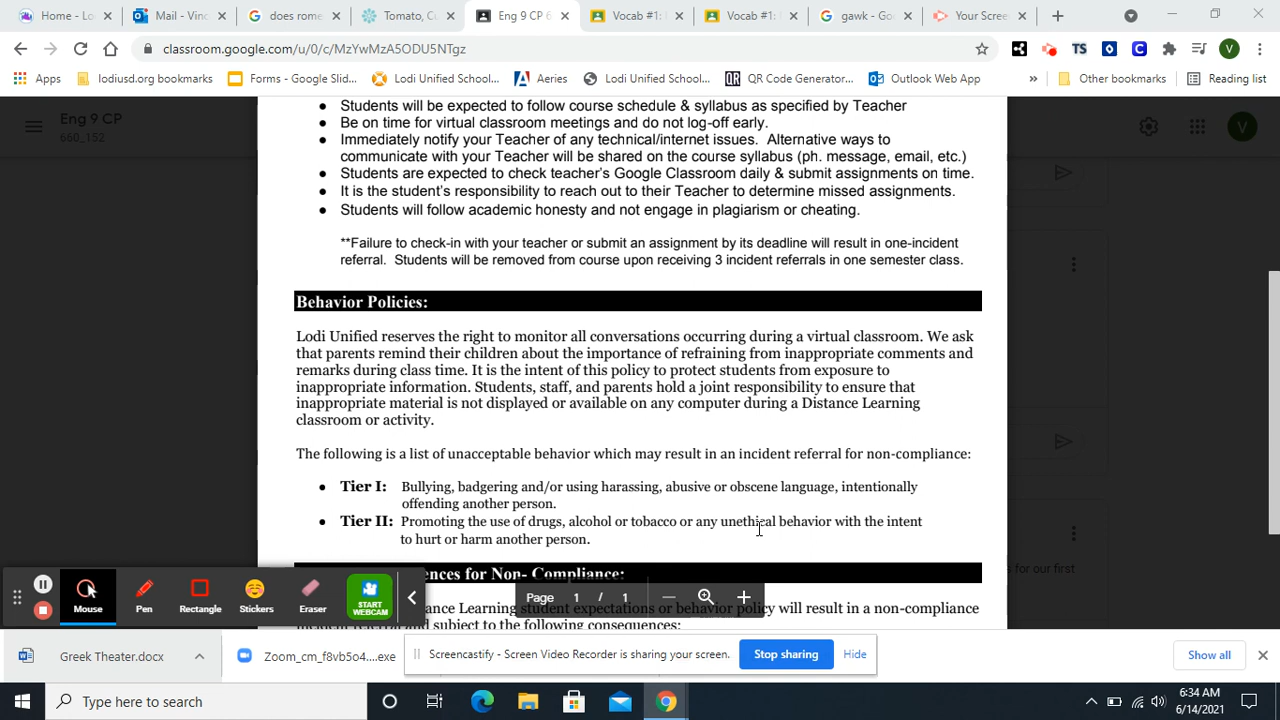 Home - Lo
Mail - Vinc
does rome
Tomato, Cu
Eng 9 CP 6
Vocab #1:
Vocab #1:
gawk - Goo
Your Scree
classroom.google.com/u/0/c/MzYwMzA5ODU5NTgz
TS
C
V
Apps
lodiusd.org bookmarks
Forms - Google Slid...
Lodi Unified School...
Aeries
Lodi Unified School...
QR Code Generator...
Outlook Web App
»
Other bookmarks
Reading list
Eng 9 CP
660_152
V
• Students will be expected to follow course schedule & syllabus as specified by Teacher
• Be on time for virtual classroom meetings and do not log-off early.
• Immediately notify your Teacher of any technical/internet issues. Alternative ways to
communicate with your Teacher will be shared on the course syllabus (ph. message, email, etc.)
• Students are expected to check teacher's Google Classroom daily & submit assignments on time.
• It is the student's responsibility to reach out to their Teacher to determine missed assignments.
• Students will follow academic honesty and not engage in plagiarism or cheating.
**Failure to check-in with your teacher or submit an assignment by its deadline will result in one-incident
referral. Students will be removed from course upon receiving 3 incident referrals in one semester class.
Behavior Policies:
Lodi Unified reserves the right to monitor all conversations occurring during a virtual classroom. We ask
that parents remind their children about the importance of refraining from inappropriate comments and
remarks during class time. It is the intent of this policy to protect students from exposure to
inappropriate information. Students, staff, and parents hold a joint responsibility to ensure that
inappropriate material is not displayed or available on any computer during a Distance Learning
classroom or activity.
The following is a list of unacceptable behavior which may result in an incident referral for non-compliance:
• Tier I: Bullying, badgering and/or using harassing, abusive or obscene language, intentionally
offending another person.
• Tier II: Promoting the use of drugs, alcohol or tobacco or any unethical behavior with the intent
to hurt or harm another person.
s for our first
ences for Non- Compliance:
Page 1 / 1
tance Learning student expectations or behavior policy will result in a non-compliance
and subject to the following consequences:
Mouse
Pen
Rectangle
Stickers
Eraser
START
WEBCAM
Greek Theater.docx
Zoom_cm_f8vb5o4....exe
Screencastify - Screen Video Recorder is sharing your screen.
Stop sharing
Hide
Show all
Type here to search
6:34 AM
6/14/2021